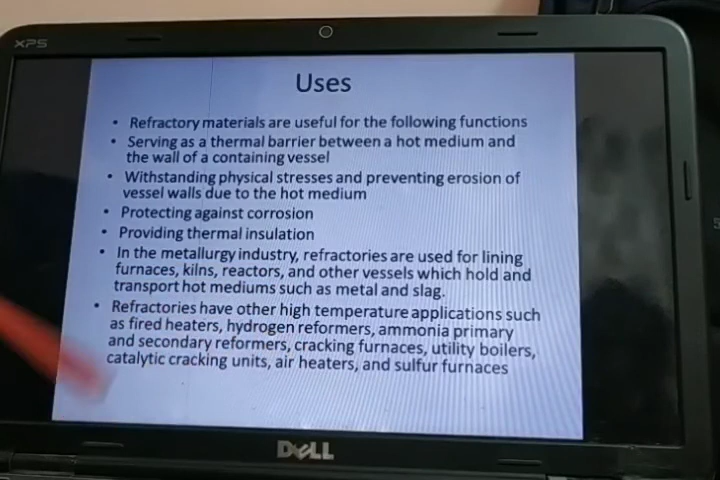 XPS
Uses
• Refractory materials are useful for the following functions
• Serving as a thermal barrier between a hot medium and
the wall of a containing vessel
• Withstanding physical stresses and preventing erosion of
vessel walls due to the hot medium
• Protecting against corrosion
• Providing thermal insulation
• In the metallurgy industry, refractories are used for lining
furnaces, kilns, reactors, and other vessels which hold and
transport hot mediums such as metal and slag.
• Refractories have other high temperature applications such
as fired heaters, hydrogen reformers, ammonia primary
and secondary reformers, cracking furnaces, utility boilers,
catalytic cracking units, air heaters, and sulfur furnaces
DELL